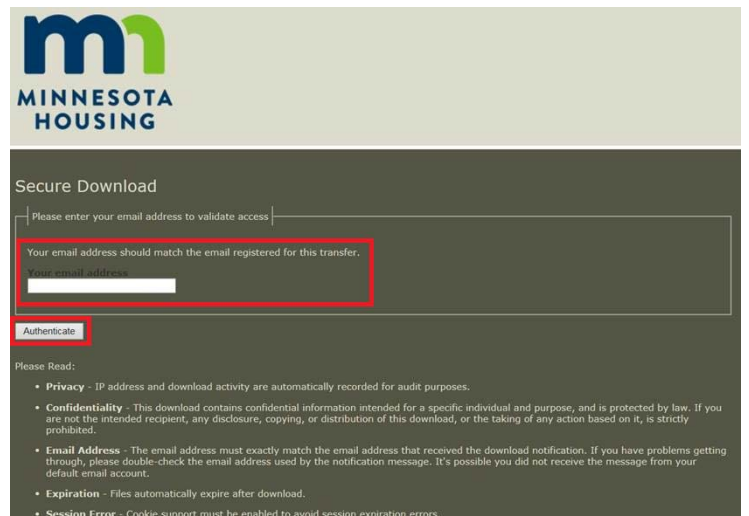 mn
MINNESOTA
HOUSING
Secure Download
Please enter your email address to validate access
Your email address should match the email registered for this transfer.
Your email address
Authenticate
Please Read:
• Privacy - IP address and download activity are automatically recorded for audit purposes.
• Confidentiality - This download contains confidential information intended for a specific individual and purpose, and is protected by law. If you
are not the intended recipient, any disclosure, copying, or distribution of this download, or the taking of any action based on it, is strictly
prohibited.
• Email Address - The email address must exactly match the email address that received the download notification. If you have problems getting
through, please double-check the email address used by the notification message. It's possible you did not receive the message from your
default email account.
• Expiration - Files automatically expire after download.
• Session Error - Cookie support must be enabled to avoid session expiration errors.